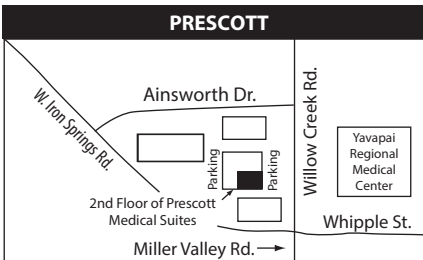 PRESCOTT
W. Iron Springs Rd.
Ainsworth Dr.
Willow Creek Rd.
Parking
Parking
Yavapai
Regional
Medical
Center
2nd Floor of Prescott
Medical Suites
Whipple St.
Miller Valley Rd.